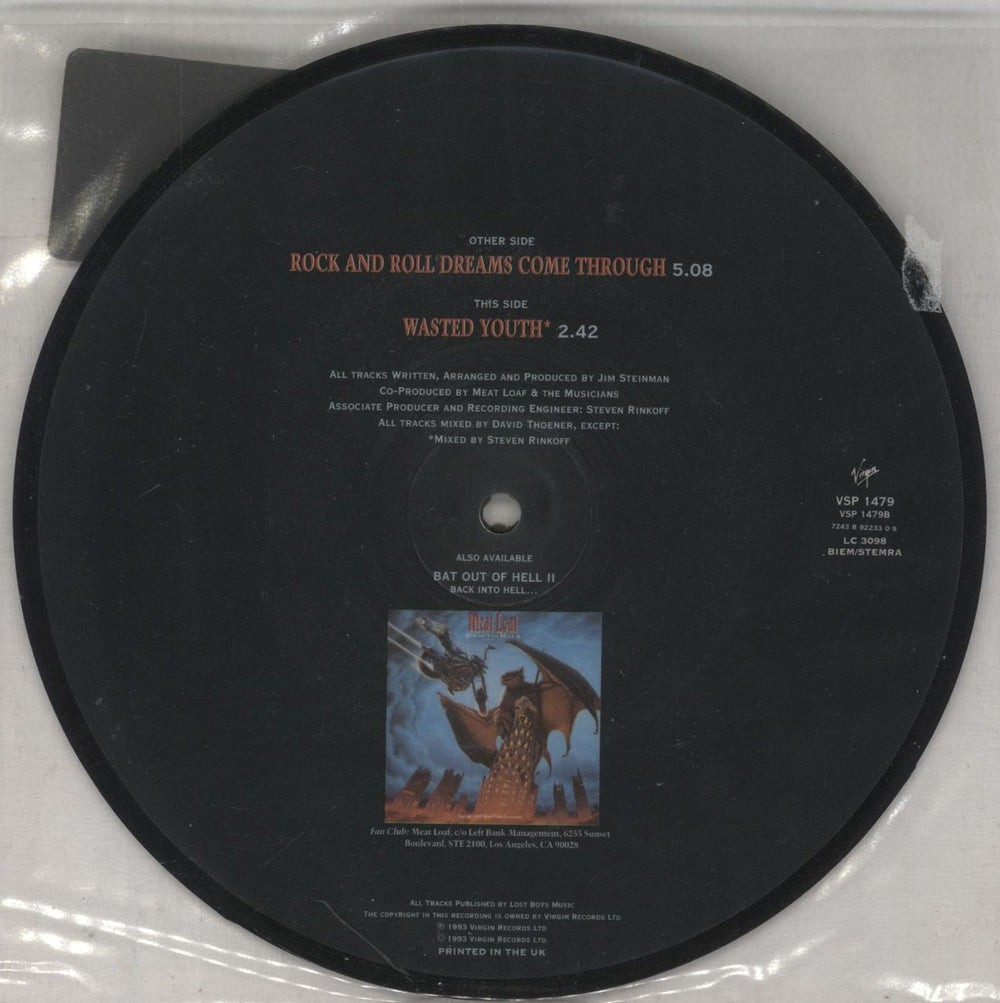 OTHER SIDE
ROCK AND ROLL DREAMS COME THROUGH 5.08
THIS SIDE
WASTED YOUTH* 2.42
ALL TRACKS WRITTEN, ARRANGED AND PRODUCED BY JIM STEINMAN
CO-PRODUCED BY MEAT LOAF & THE MUSICIANS
ASSOCIATE PRODUCER AND RECORDING ENGINEER: STEVEN RINKOFF
ALL TRACKS MIXED BY DAVID THOENER, EXCEPT:
*MIXED BY STEVEN RINKOFF
Virgin
VSP 1479
VSP 1479B
7243 8 92233 0 9
LC 3098
BIEM/STEMRA
ALSO AVAILABLE
BAT OUT OF HELL II
BACK INTO HELL...
Meat Loaf
Fan Club: Meat Loaf, c/o Left Bank Management, 6255 Sunset
Boulevard, STE 2100, Los Angeles, CA 90028
ALL TRACKS PUBLISHED BY LOST BOYS MUSIC
THE COPYRIGHT IN THIS RECORDING IS OWNED BY VIRGIN RECORDS LTD
℗ 1993 VIRGIN RECORDS LTD
© 1993 VIRGIN RECORDS LTD
PRINTED IN THE UK